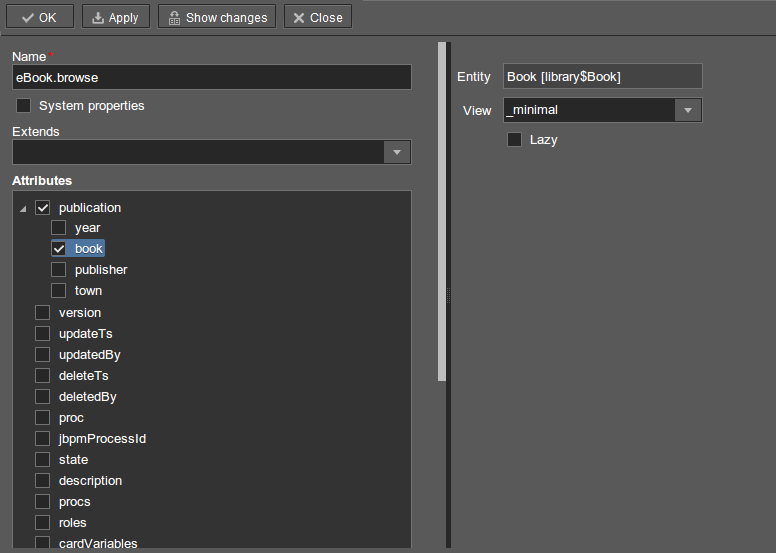 OK Apply Show changes Close
Name*
eBook.browse
System properties
Extends
Attributes
publication
year
book
publisher
town
version
updateTs
updatedBy
deleteTs
deletedBy
proc
jbpmProcessId
state
description
procs
roles
cardVariables
Entity Book [library$Book]
View _minimal
Lazy